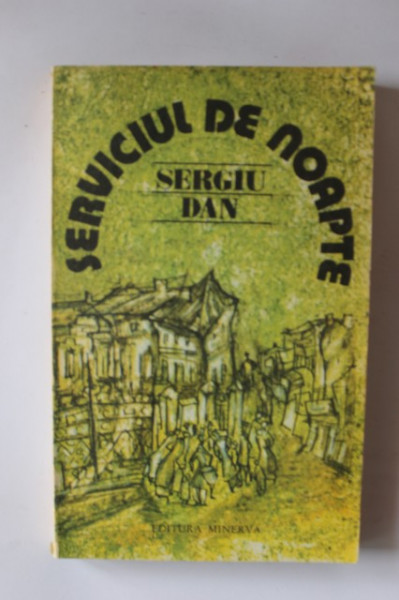 SERVICIUL DE NOAPTE
SERGIU
DAN
EDITURA MINERVA